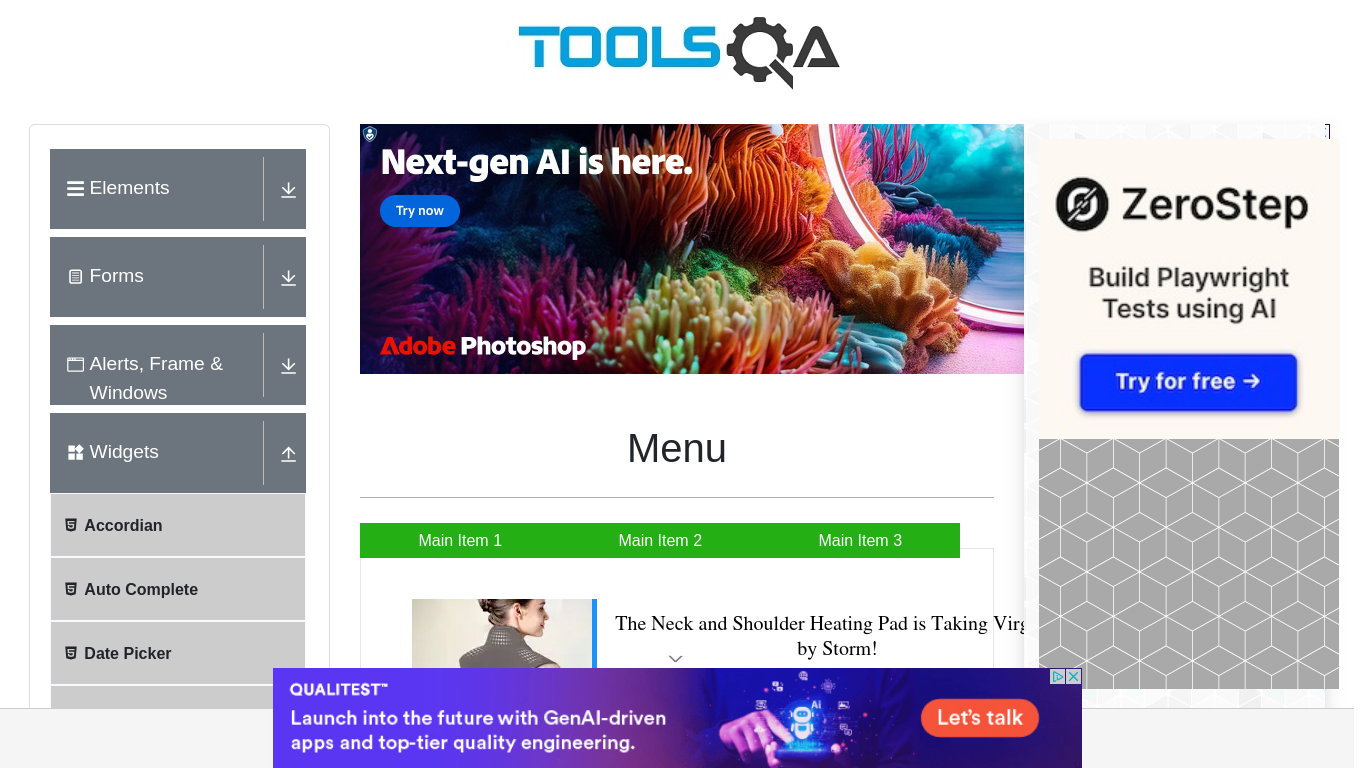 TOOLSQA
Elements
Forms
Alerts, Frame &
Windows
Widgets
Accordian
Auto Complete
Date Picker
Next-gen AI is here.
Try now
Adobe Photoshop
Menu
Main Item 1
Main Item 2
Main Item 3
The Neck and Shoulder Heating Pad is Taking Virg
by Storm!
ZeroStep
Build Playwright
Tests using AI
Try for free →
QUALITEST™
Launch into the future with GenAI-driven
apps and top-tier quality engineering.
Ai
Let's talk